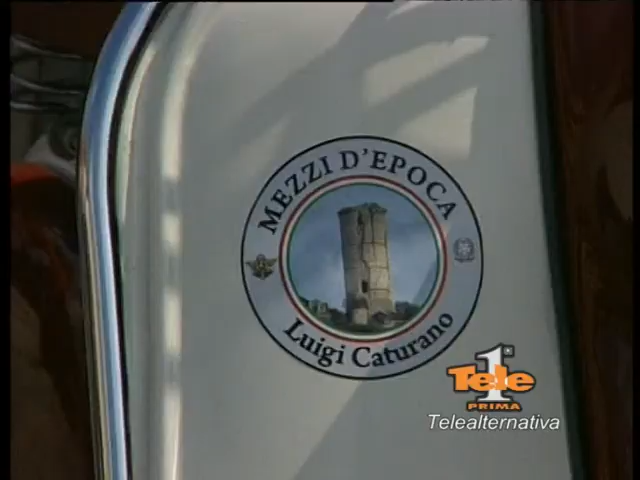 MEZZI D'EPOCA
Luigi Caturano
1°
Tele
PRIMA
Telealternativa